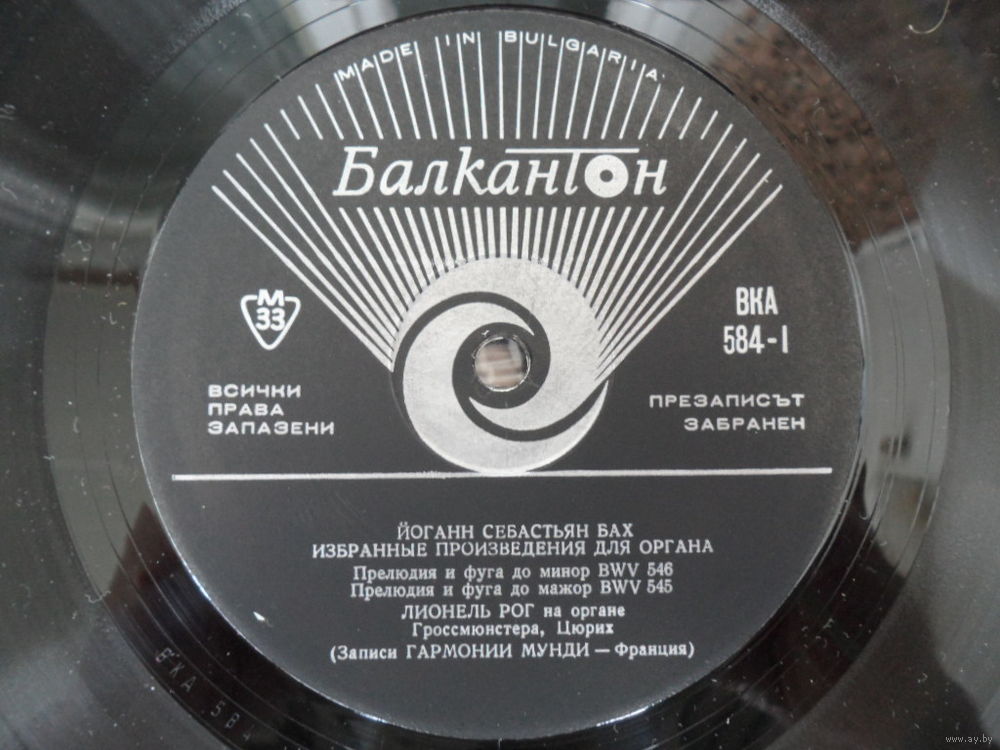 MADE IN BULGARIA
Балкантон
М
33
ВКА
584-I
ВСИЧКИ
ПРАВА
ЗАПАЗЕНИ
ПРЕЗАПИСЪТ
ЗАБРАНЕН
ЙОГАНН СЕБАСТЬЯН БАХ
ИЗБРАННЫЕ ПРОИЗВЕДЕНИЯ ДЛЯ ОРГАНА
Прелюдия и фуга до минор BWV 546
Прелюдия и фуга до мажор BWV 545
ЛИОНЕЛЬ РОГ на органе
Гроссмюнстера, Цюрих
(Записи ГАРМОНИИ МУНДИ — Франция)
ВКА 584
www.ay.by